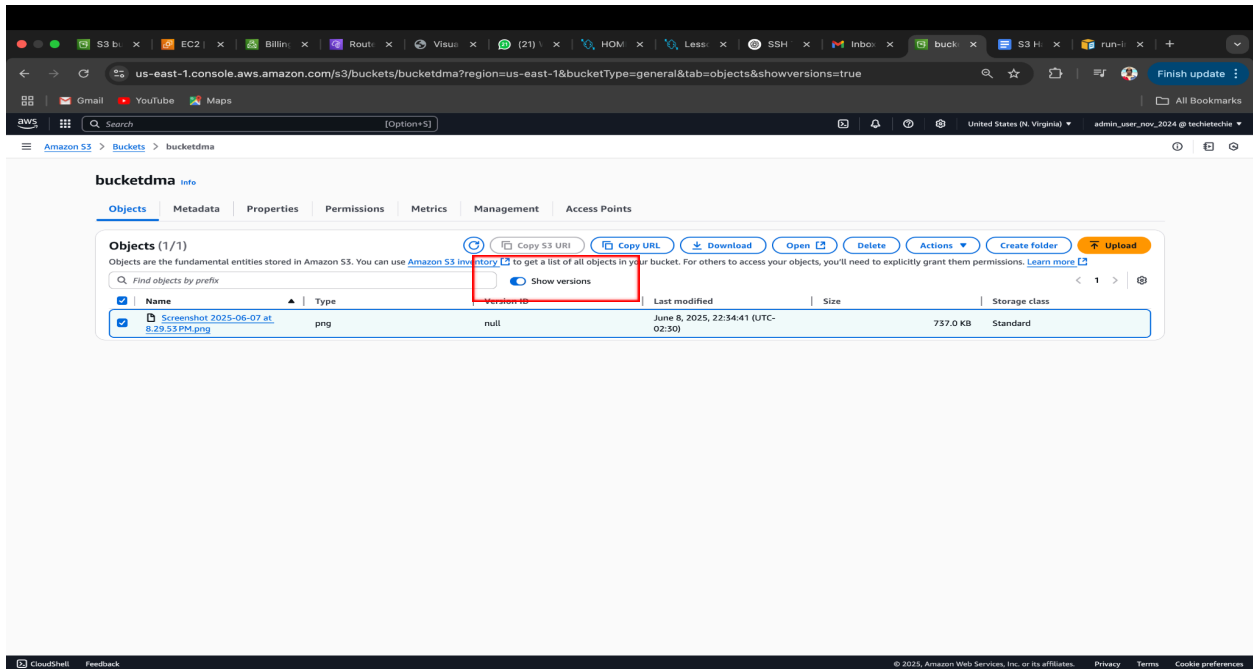 S3 bu
EC2 |
Billing
Route
Visua
(21) \
HOM
Lesso
SSH
Inbox
bucke
S3 H
run-i
us-east-1.console.aws.amazon.com/s3/buckets/bucketdma?region=us-east-1&bucketType=general&tab=objects&showversions=true
Finish update
Gmail YouTube Maps All Bookmarks
aws Search [Option+S] United States (N. Virginia) admin_user_nov_2024 @ techietechie
Amazon S3 > Buckets > bucketdma
bucketdma Info
Objects Metadata Properties Permissions Metrics Management Access Points
Objects (1/1) Copy S3 URI Copy URL Download Open Delete Actions Create folder Upload
Objects are the fundamental entities stored in Amazon S3. You can use Amazon S3 inventory to get a list of all objects in your bucket. For others to access your objects, you'll need to explicitly grant them permissions. Learn more
Find objects by prefix Show versions < 1 >
Name Type Version ID Last modified Size Storage class
Screenshot 2025-06-07 at 8.29.53 PM.png png null June 8, 2025, 22:34:41 (UTC-02:30) 737.0 KB Standard
CloudShell Feedback © 2025, Amazon Web Services, Inc. or its affiliates. Privacy Terms Cookie preferences